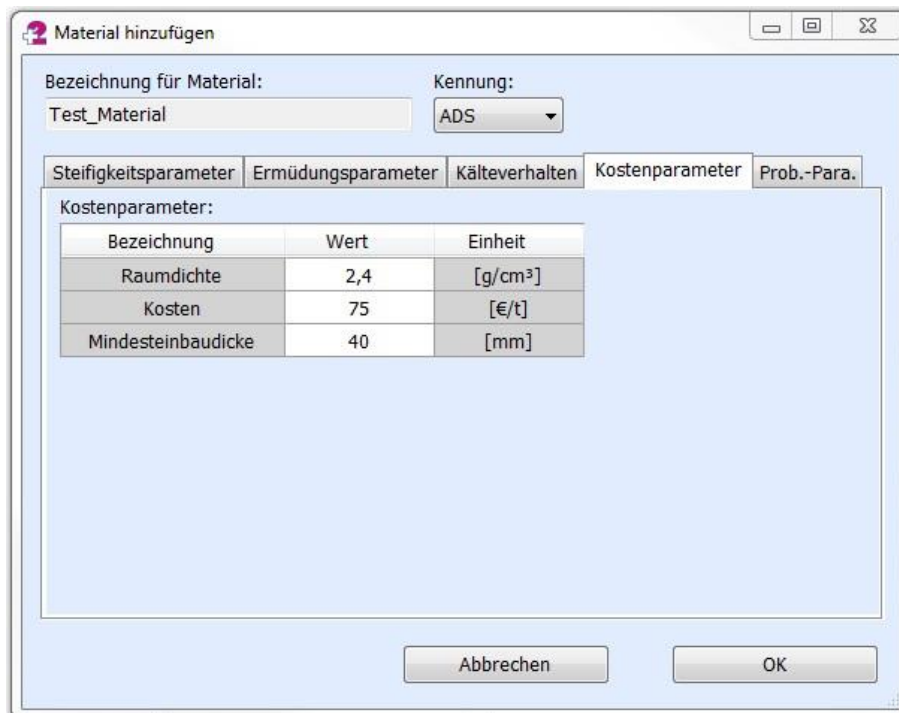 Material hinzufügen
Bezeichnung für Material: Kennung:
Test_Material ADS
Steifigkeitsparameter Ermüdungsparameter Kälteverhalten Kostenparameter Prob.-Para.
Kostenparameter:
Bezeichnung Wert Einheit
Raumdichte 2,4 [g/cm³]
Kosten 75 [€/t]
Mindesteinbaudicke 40 [mm]
Abbrechen OK